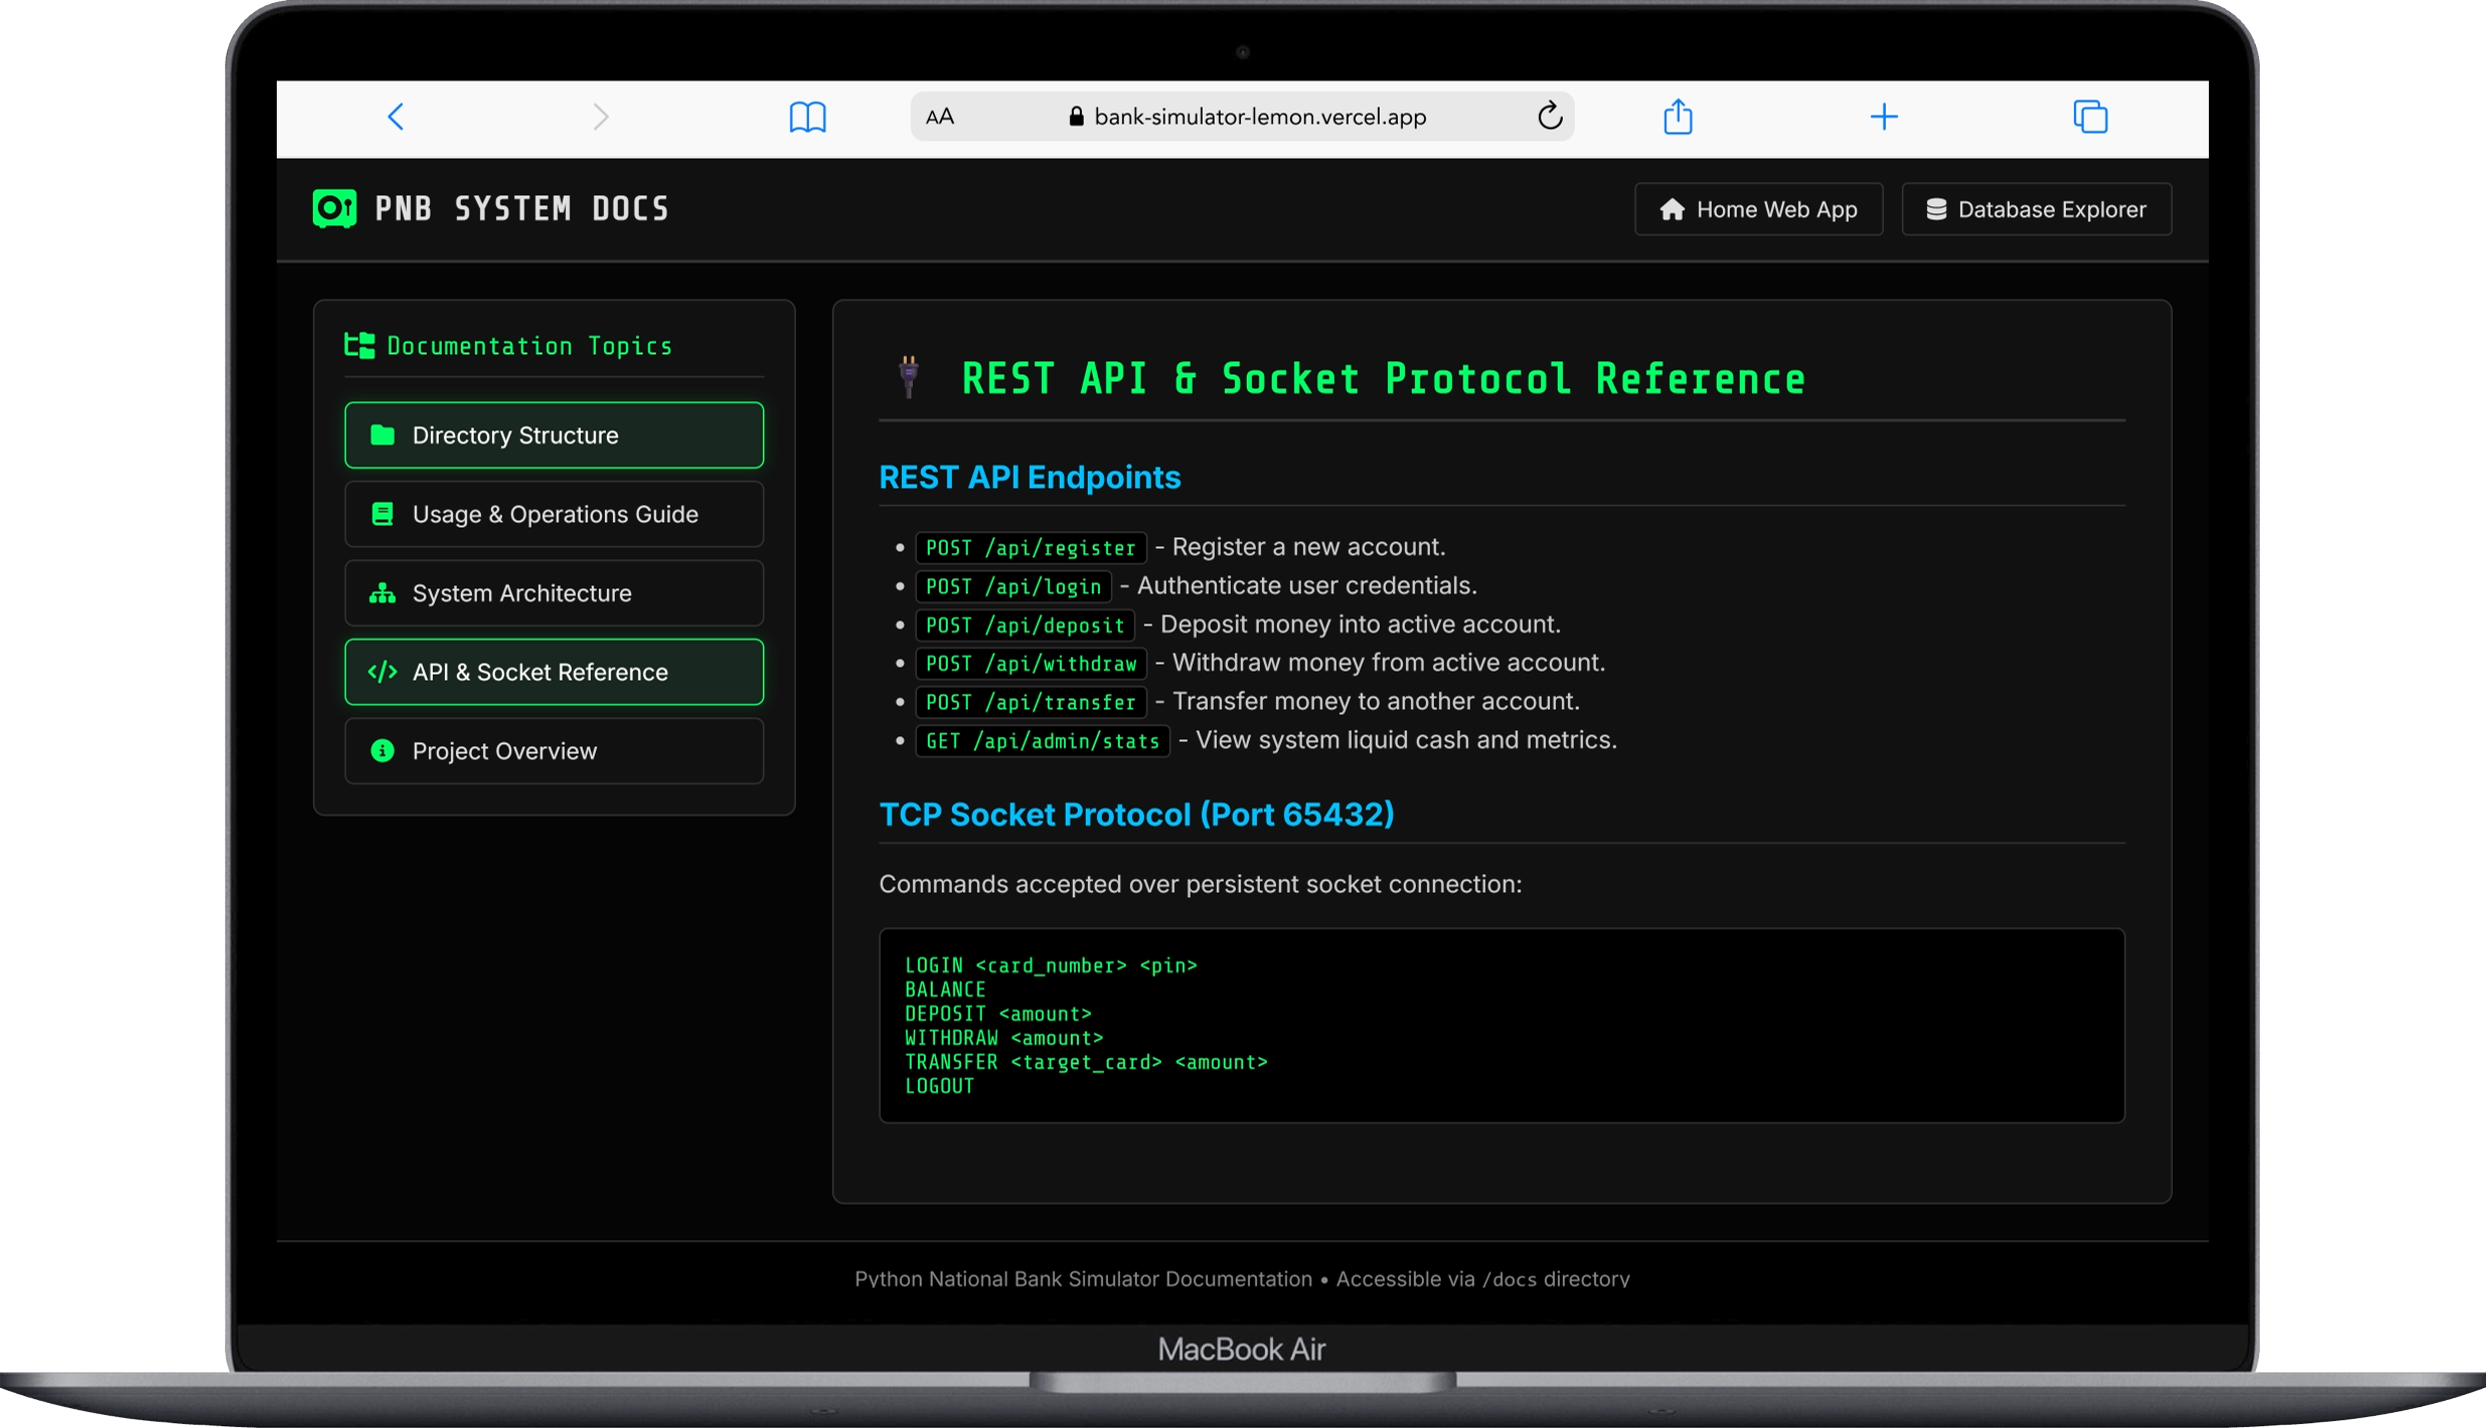 AA
bank-simulator-lemon.vercel.app
PNB SYSTEM DOCS
Home Web App
Database Explorer
Documentation Topics
Directory Structure
Usage & Operations Guide
System Architecture
API & Socket Reference
Project Overview
REST API & Socket Protocol Reference
REST API Endpoints
• POST /api/register - Register a new account.
• POST /api/login - Authenticate user credentials.
• POST /api/deposit - Deposit money into active account.
• POST /api/withdraw - Withdraw money from active account.
• POST /api/transfer - Transfer money to another account.
• GET /api/admin/stats - View system liquid cash and metrics.
TCP Socket Protocol (Port 65432)
Commands accepted over persistent socket connection:
LOGIN <card_number> <pin>
BALANCE
DEPOSIT <amount>
WITHDRAW <amount>
TRANSFER <target_card> <amount>
LOGOUT
Python National Bank Simulator Documentation • Accessible via /docs directory
MacBook Air